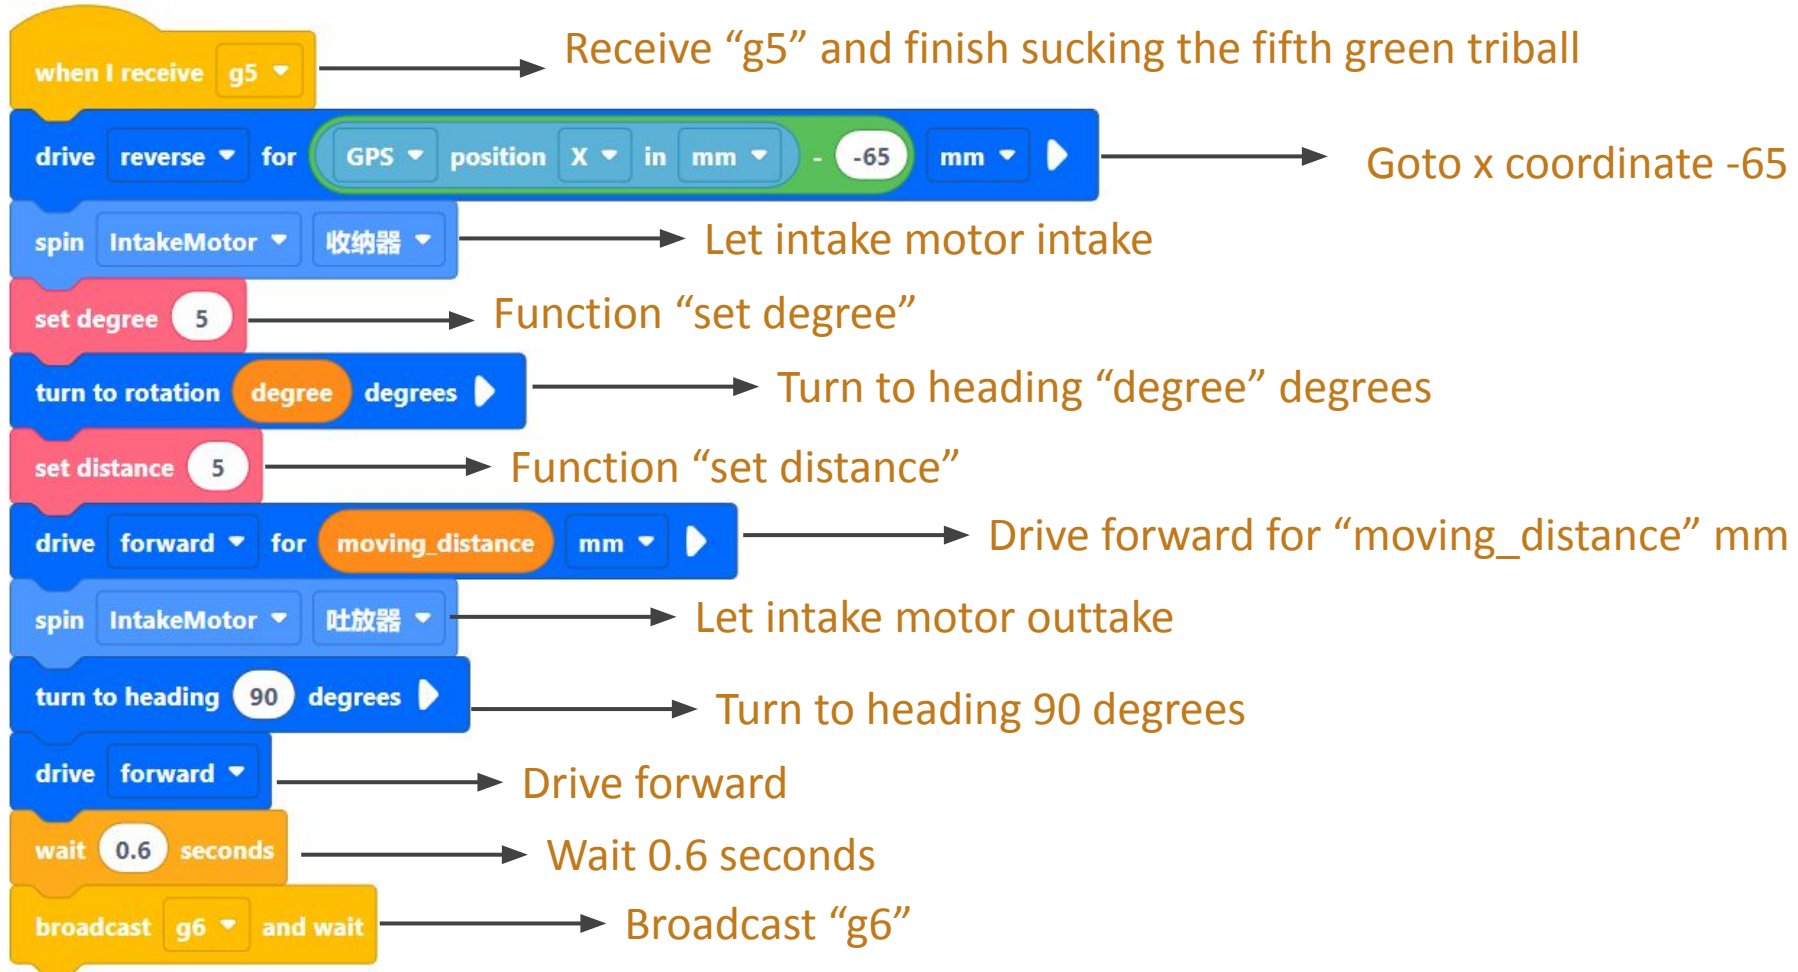 when I receive g5
Receive “g5” and finish sucking the fifth green triball
drive reverse for GPS position X in mm - -65 mm
Goto x coordinate -65
spin IntakeMotor 收纳器
Let intake motor intake
set degree 5
Function “set degree”
turn to rotation degree degrees
Turn to heading “degree” degrees
set distance 5
Function “set distance”
drive forward for moving_distance mm
Drive forward for “moving_distance” mm
spin IntakeMotor 吐放器
Let intake motor outtake
turn to heading 90 degrees
Turn to heading 90 degrees
drive forward
Drive forward
wait 0.6 seconds
Wait 0.6 seconds
broadcast g6 and wait
Broadcast “g6”